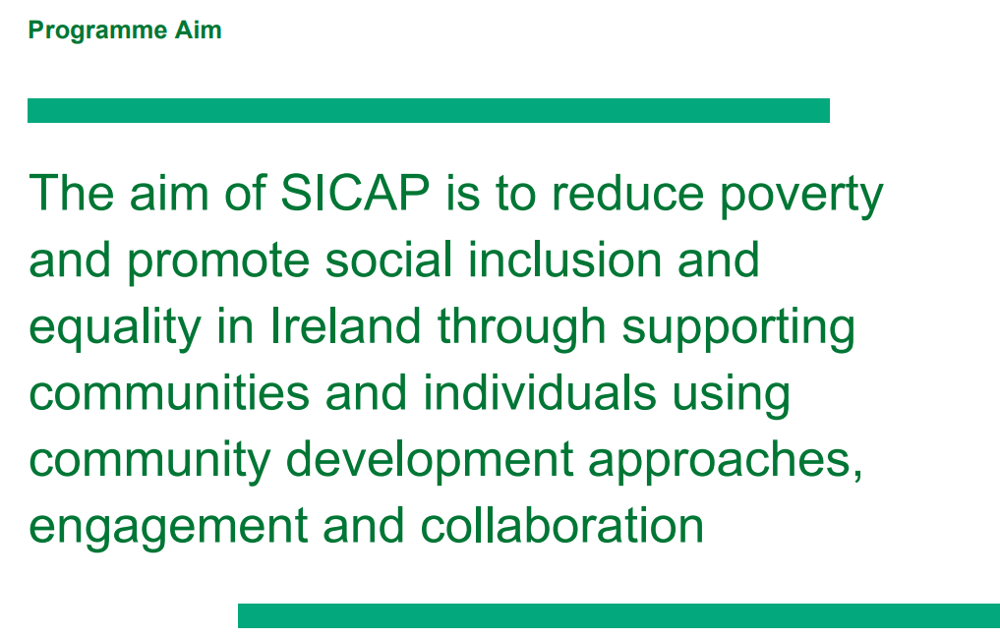 Programme Aim
The aim of SICAP is to reduce poverty
and promote social inclusion and
equality in Ireland through supporting
communities and individuals using
community development approaches,
engagement and collaboration